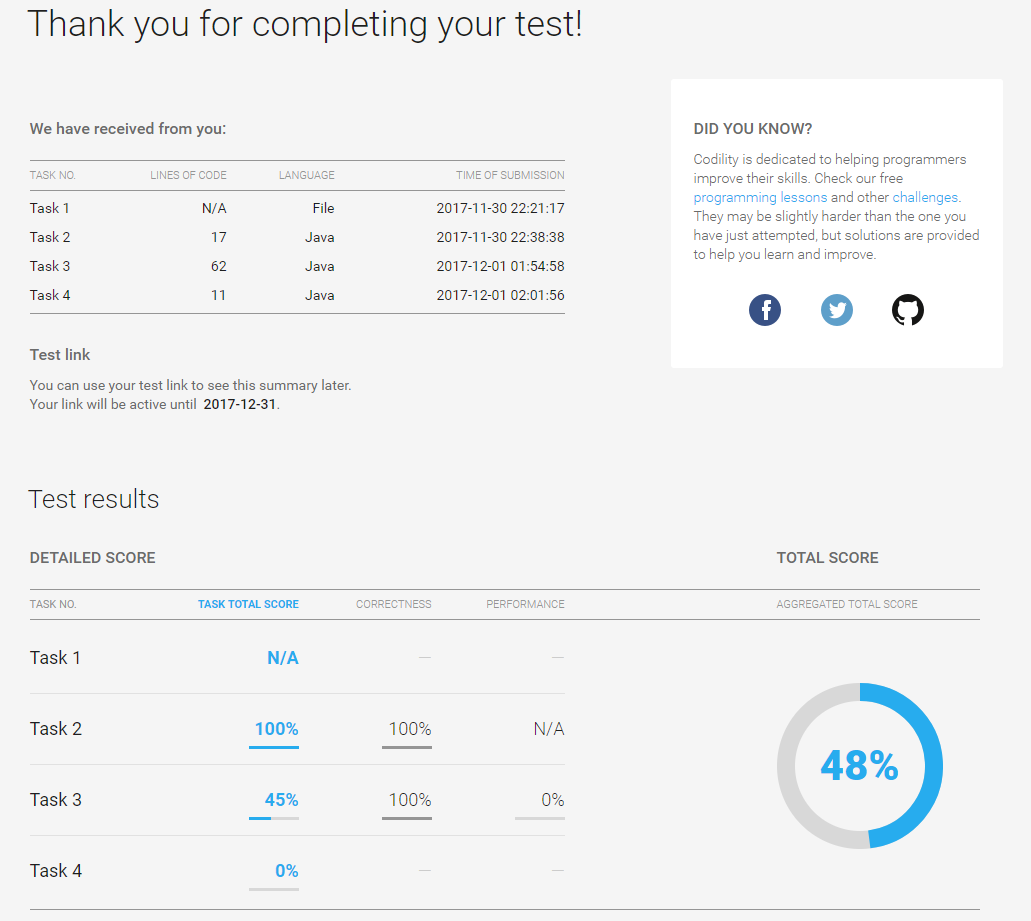 Thank you for completing your test!
We have received from you:
TASK NO. LINES OF CODE LANGUAGE TIME OF SUBMISSION
Task 1 N/A File 2017-11-30 22:21:17
Task 2 17 Java 2017-11-30 22:38:38
Task 3 62 Java 2017-12-01 01:54:58
Task 4 11 Java 2017-12-01 02:01:56
Test link
You can use your test link to see this summary later.
Your link will be active until 2017-12-31.
DID YOU KNOW?
Codility is dedicated to helping programmers
improve their skills. Check our free
programming lessons and other challenges.
They may be slightly harder than the one you
have just attempted, but solutions are provided
to help you learn and improve.
Test results
DETAILED SCORE
TASK NO. TASK TOTAL SCORE CORRECTNESS PERFORMANCE
Task 1 N/A — —
Task 2 100% 100% N/A
Task 3 45% 100% 0%
Task 4 0% — —
TOTAL SCORE
AGGREGATED TOTAL SCORE
48%